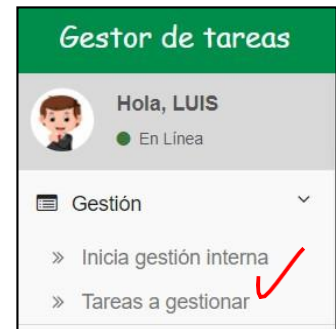 Gestor de tareas
Hola, LUIS
En Línea
Gestión
» Inicia gestión interna
» Tareas a gestionar